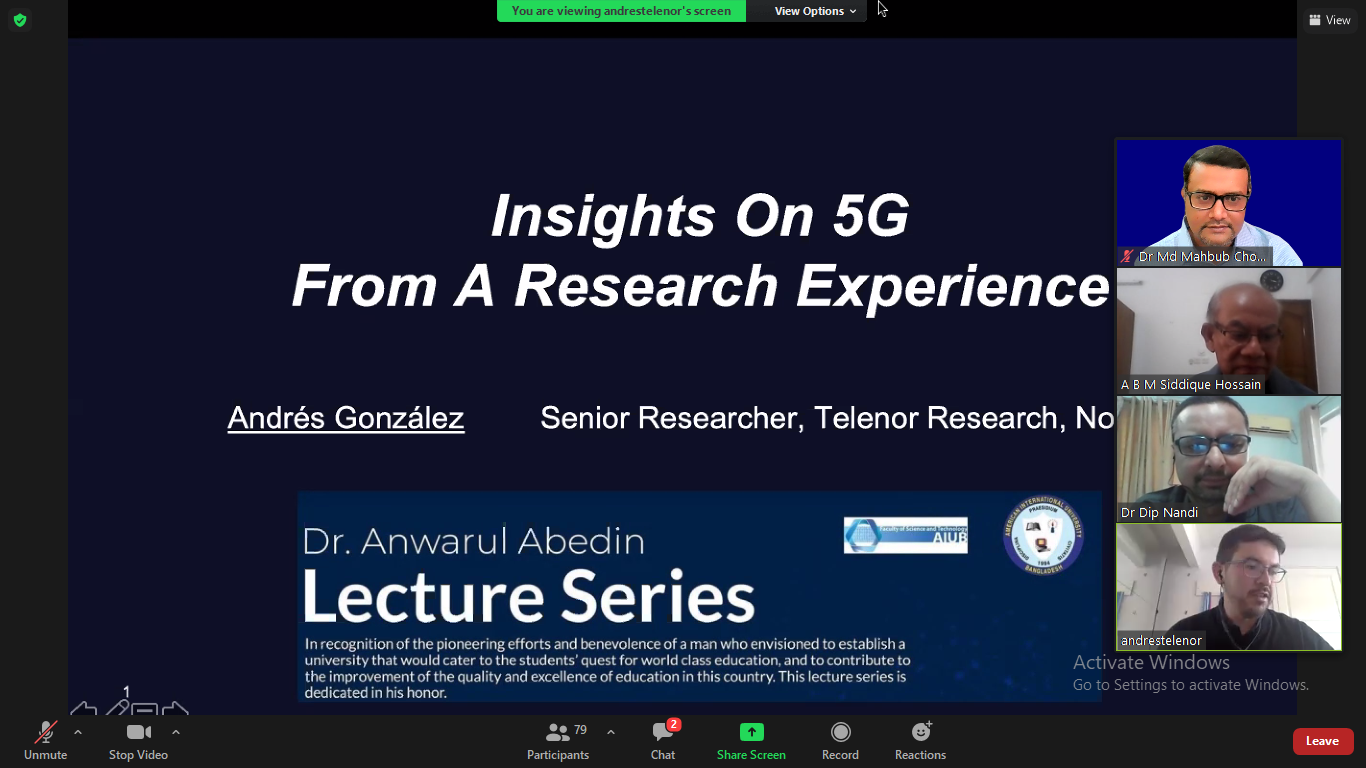 You are viewing andrestelenor's screen
View Options
View
Insights On 5G
From A Research Experience
Andrés González
Senior Researcher, Telenor Research, No
Dr Md Mahbub Cho...
A B M Siddique Hossain
Dr Dip Nandi
andrestelenor
Dr. Anwarul Abedin
Lecture Series
In recognition of the pioneering efforts and benevolence of a man who envisioned to establish a
university that would cater to the students' quest for world class education, and to contribute to
the improvement of the quality and excellence of education in this country. This lecture series is
dedicated in his honor.
Faculty of Science and Technology
AIUB
AMERICAN INTERNATIONAL UNIVERSITY
PRAESIDIUM
1994
BANGLADESH
Activate Windows
Go to Settings to activate Windows.
1
Unmute
Stop Video
79
Participants
2
Chat
Share Screen
Record
Reactions
Leave